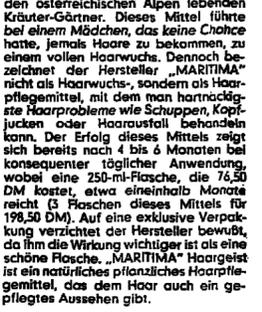 den österreichischen Alpen lebenden
Kräuter-Gärtner. Dieses Mittel führte
bei einem Mädchen, das keine Chance
hatte, jemals Haare zu bekommen, zu
einem vollen Haarwuchs. Dennoch be-
zeichnet der Hersteller „MARITIMA"
nicht als Haarwuchs-, sondern als Haar-
pflegemittel, mit dem man hartnäckig-
ste Haarprobleme wie Schuppen, Kopf-
jucken oder Haarausfall behandeln
kann. Der Erfolg dieses Mittels zeigt
sich bereits nach 4 bis 6 Monaten bei
konsequenter täglicher Anwendung,
wobei eine 250-ml-Flasche, die 76,50
DM kostet, etwa eineinhalb Monate
reicht (3 Flaschen dieses Mittels für
198,50 DM). Auf eine exklusive Verpak-
kung verzichtet der Hersteller bewußt,
da ihm die Wirkung wichtiger ist als eine
schöne Flasche. „MARITIMA" Haargeist
ist ein natürliches pflanzliches Haarpfle-
gemittel, das dem Haar auch ein ge-
pflegtes Aussehen gibt.